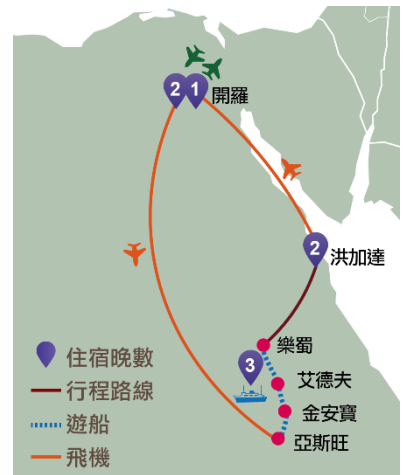 2 1 開羅
2 洪加達
樂蜀
3 艾德夫
金安寶
亞斯旺
住宿晚數
行程路線
遊船
飛機